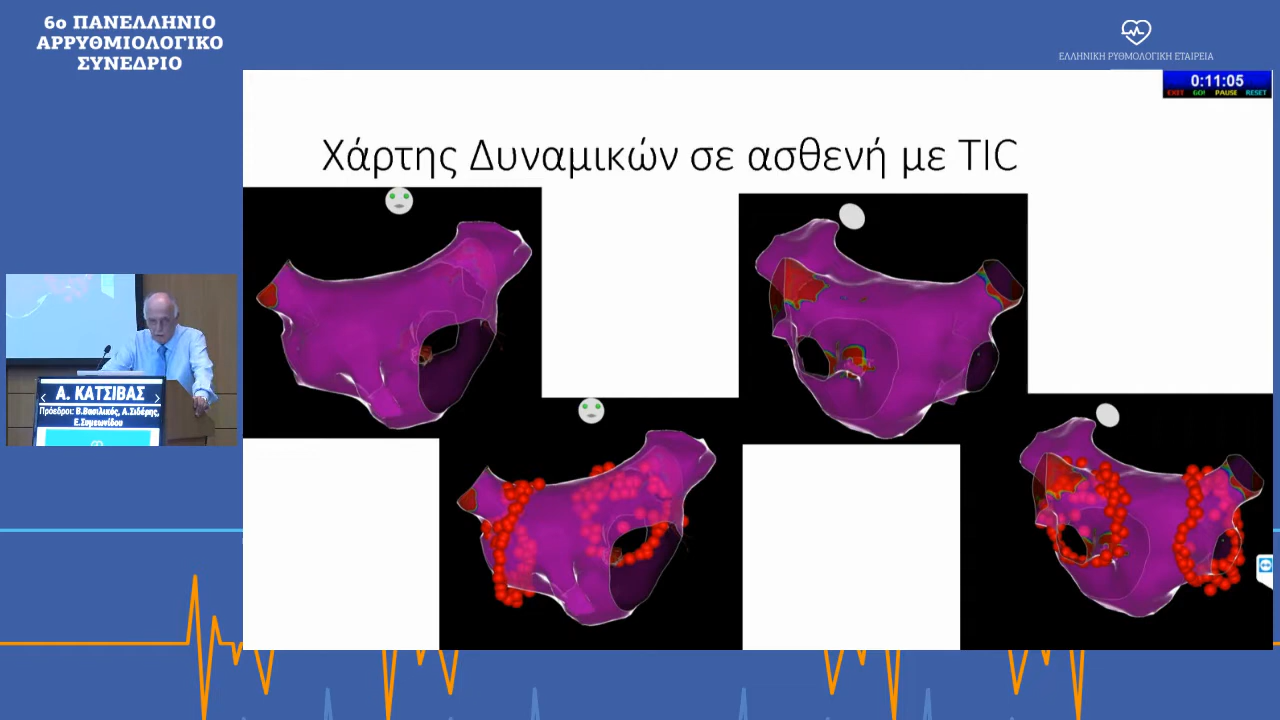 6ο ΠΑΝΕΛΛΗΝΙΟ
ΑΡΡΥΘΜΙΟΛΟΓΙΚΟ
ΣΥΝΕΔΡΙΟ
ΕΛΛΗΝΙΚΗ ΡΥΘΜΟΛΟΓΙΚΗ ΕΤΑΙΡΕΙΑ
0:11:05
EXIT GO! PAUSE RESET
Χάρτης Δυναμικών σε ασθενή με TIC
Α. ΚΑΤΣΙΒΑΣ
Πρόεδροι: Β.Βασιλικός, Α.Σιδέρης,
Ε.Συμεωνίδου